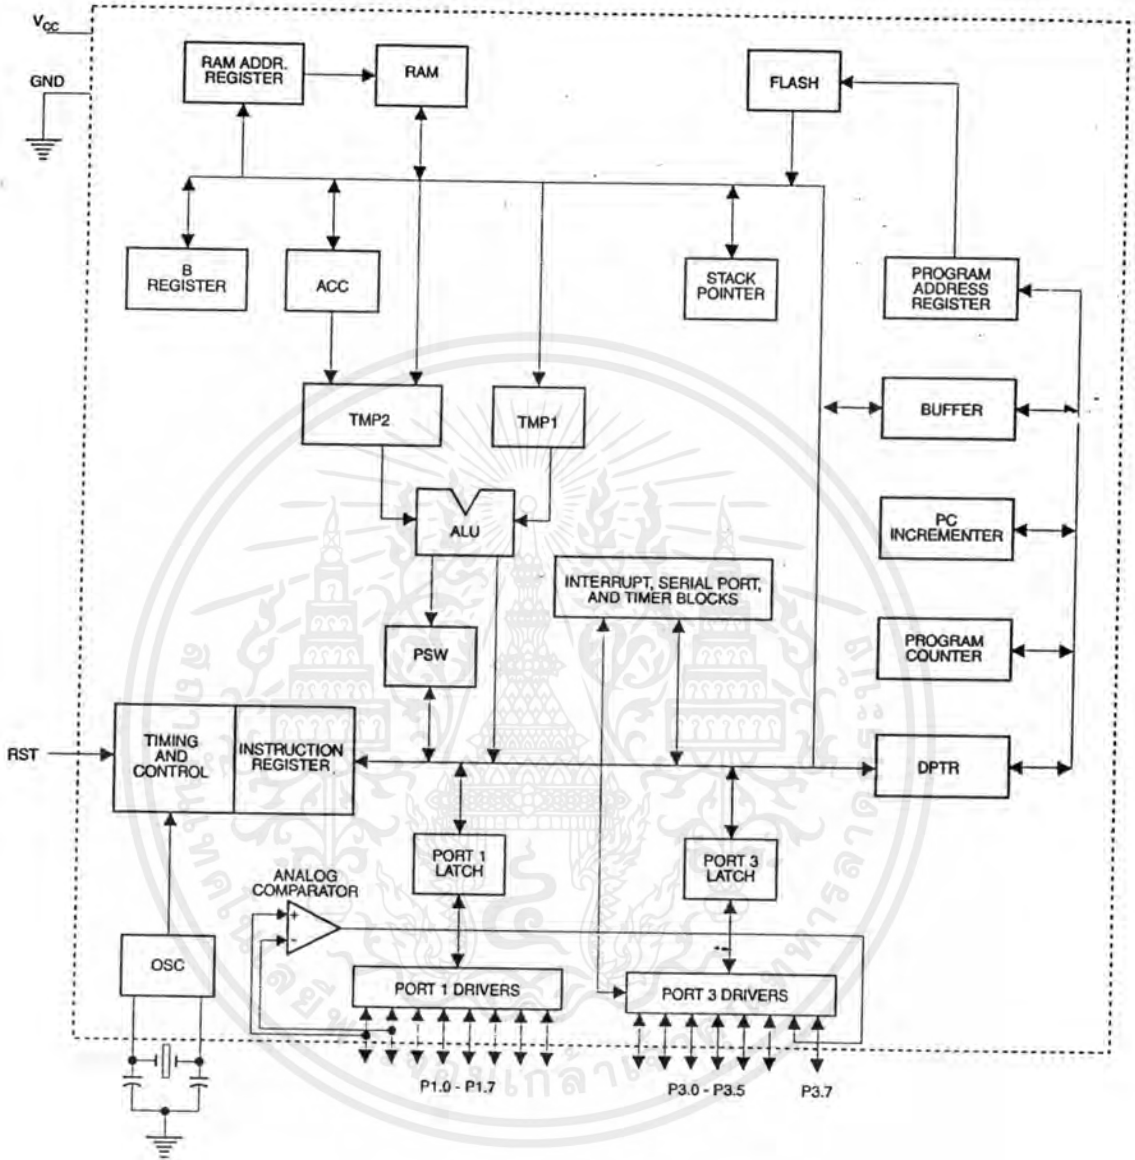 VCC
GND
RAM ADDR.
REGISTER
RAM
FLASH
B
REGISTER
ACC
STACK
POINTER
PROGRAM
ADDRESS
REGISTER
TMP2
TMP1
BUFFER
ALU
PC
INCREMENTER
INTERRUPT, SERIAL PORT,
AND TIMER BLOCKS
PSW
PROGRAM
COUNTER
RST
TIMING
AND
CONTROL
INSTRUCTION
REGISTER
DPTR
PORT 1
LATCH
PORT 3
LATCH
ANALOG
COMPARATOR
+
-
OSC
PORT 1 DRIVERS
PORT 3 DRIVERS
P1.0 - P1.7
P3.0 - P3.5
P3.7